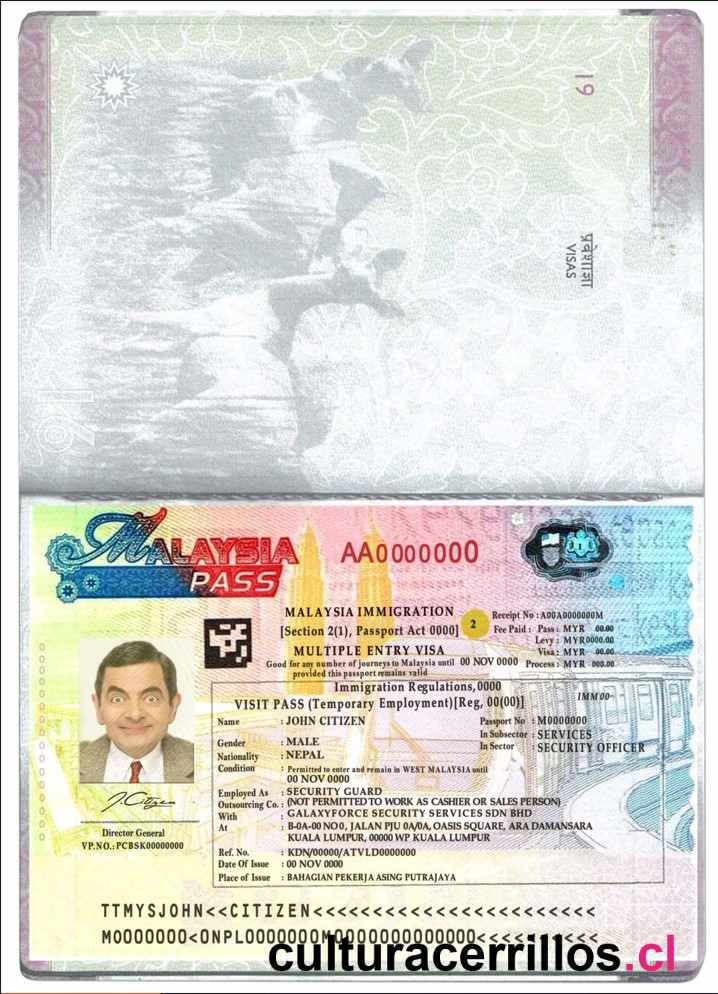 19
प्रवेशाज्ञा
VISAS
19
MALAYSIA
PASS
AA0000000
MALAYSIA IMMIGRATION
[Section 2(1), Passport Act 0000]
2
Receipt No : A00A0000000M
Fee Paid : Pass : MYR 00.00
Levy : MYR0000.00
MULTIPLE ENTRY VISA
Visa : MYR 00.00
Good for any number of journeys to Malaysia until 00 NOV 0000
Process : MYR 000.00
provided this passport remains valid
Immigration Regulations,0000
IMM 00-
VISIT PASS (Temporary Employment)[Reg, 00(00)]
Name : JOHN CITIZEN
Passport No : M0000000
In Subsector : SERVICES
Gender : MALE
In Sector : SECURITY OFFICER
Nationality : NEPAL
Condition : Permitted to enter and remain in WEST MALAYSIA until
00 NOV 0000
Employed As : SECURITY GUARD
Outsourcing Co. : (NOT PERMITTED TO WORK AS CASHIER OR SALES PERSON)
With : GALAXYFORCE SECURITY SERVICES SDN BHD
At : B-0A-00 NO0, JALAN PJU 0A/0A, OASIS SQUARE, ARA DAMANSARA
KUALA LUMPUR, 00000 WP KUALA LUMPUR
Ref. No. : KDN/00000/ATVLD0000000
Date Of Issue : 00 NOV 0000
Place of Issue : BAHAGIAN PEKERJA ASING PUTRAJAYA
J.Citizen
Director General
VP.NO.: PCBSK00000000
TTMYSJOHN<<CITIZEN<<<<<<<<<<<<<<<<<<<<<<<<<<
M0000000<0NPL0000000M0000000000000<<<<<<<<<<
culturacerrillos.cl